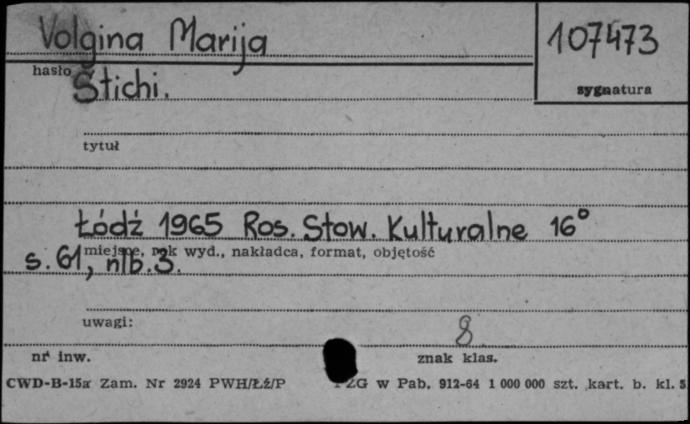 Volgina Marija
107473
hasło
Štichi.
sygnatura
tytuł
Łódź 1965 Ros. Stow. Kulturalne 16°
miejsce, rok wyd., nakładca, format, objętość
s. 61, nlb. 3.
uwagi:
8
nr inw.
znak klas.
CWD-B-15a Zam. Nr 2924 PWH/Łź/P PZG w Pab. 912-64 1 000 000 szt. kart. b. kl. 5